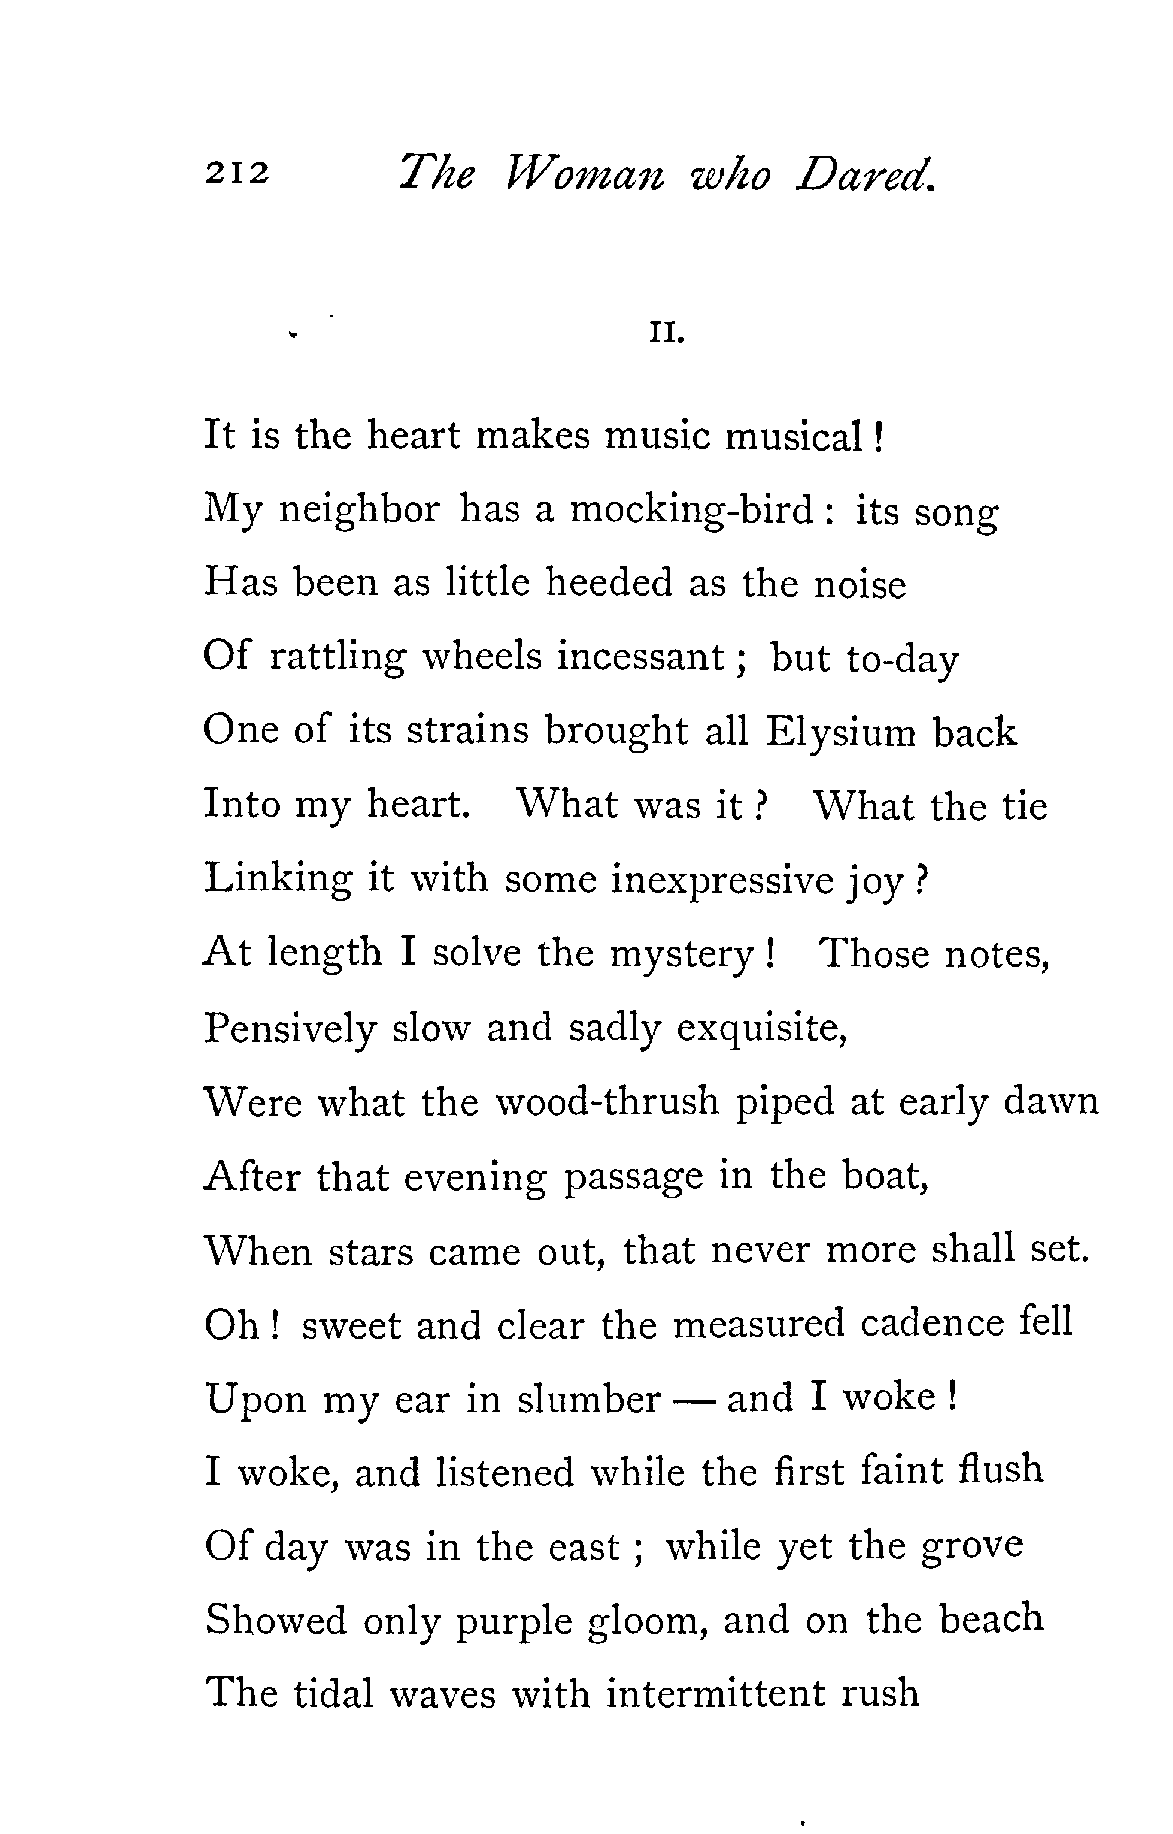 212 The Woman who Dared.
II.
It is the heart makes music musical!
My neighbor has a mocking-bird: its song
Has been as little heeded as the noise
Of rattling wheels incessant; but to-day
One of its strains brought all Elysium back
Into my heart. What was it? What the tie
Linking it with some inexpressive joy?
At length I solve the mystery! Those notes,
Pensively slow and sadly exquisite,
Were what the wood-thrush piped at early dawn
After that evening passage in the boat,
When stars came out, that never more shall set.
Oh! sweet and clear the measured cadence fell
Upon my ear in slumber — and I woke!
I woke, and listened while the first faint flush
Of day was in the east; while yet the grove
Showed only purple gloom, and on the beach
The tidal waves with intermittent rush